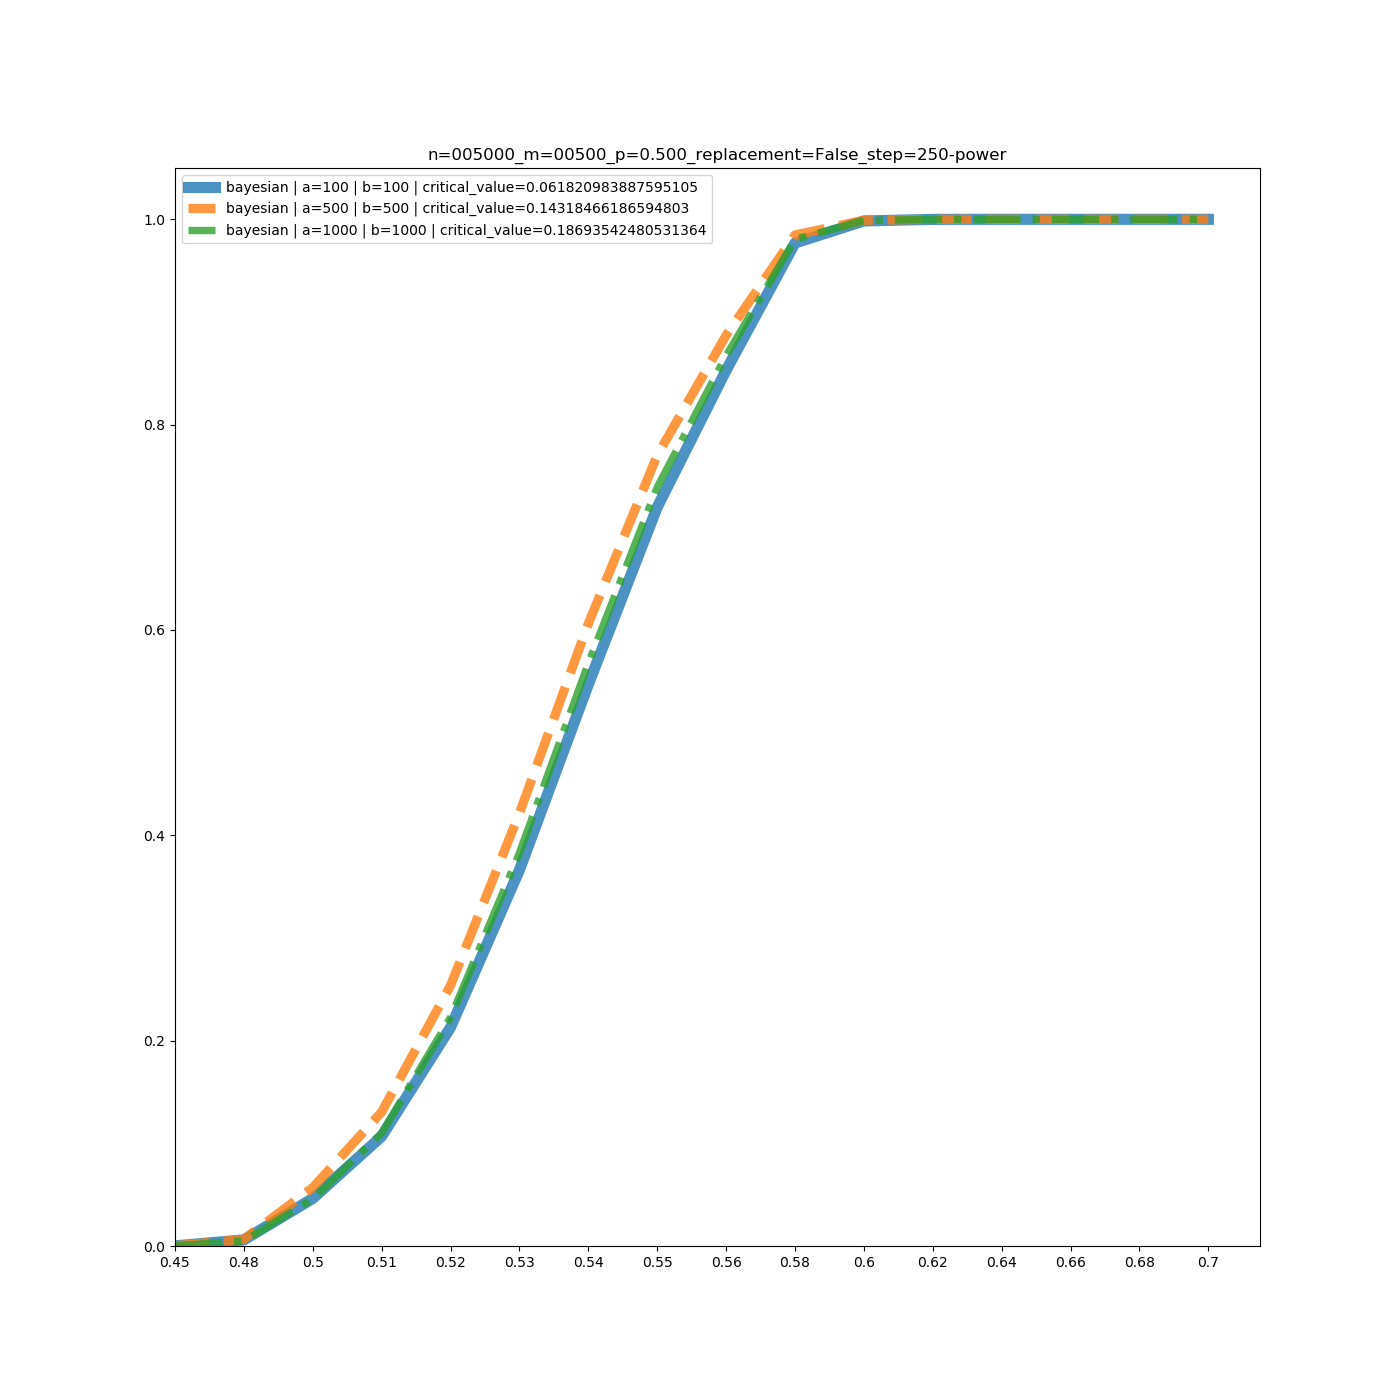 n=005000_m=00500_p=0.500_replacement=False_step=250-power
bayesian | a=100 | b=100 | critical_value=0.061820983887595105
bayesian | a=500 | b=500 | critical_value=0.14318466186594803
bayesian | a=1000 | b=1000 | critical_value=0.18693542480531364
1.0
0.8
0.6
0.4
0.2
0.0
0.45 0.48 0.5 0.51 0.52 0.53 0.54 0.55 0.56 0.58 0.6 0.62 0.64 0.66 0.68 0.7